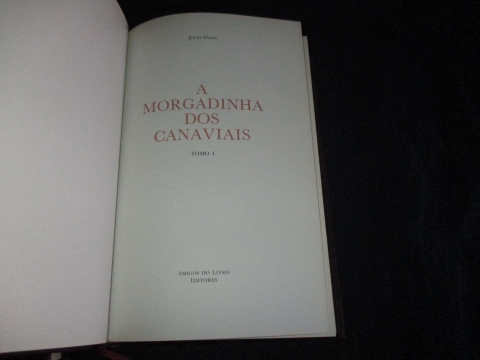 JÚLIO DINIS
A
MORGADINHA
DOS
CANAVIAIS
TOMO I
AMIGOS DO LIVRO
EDITORES